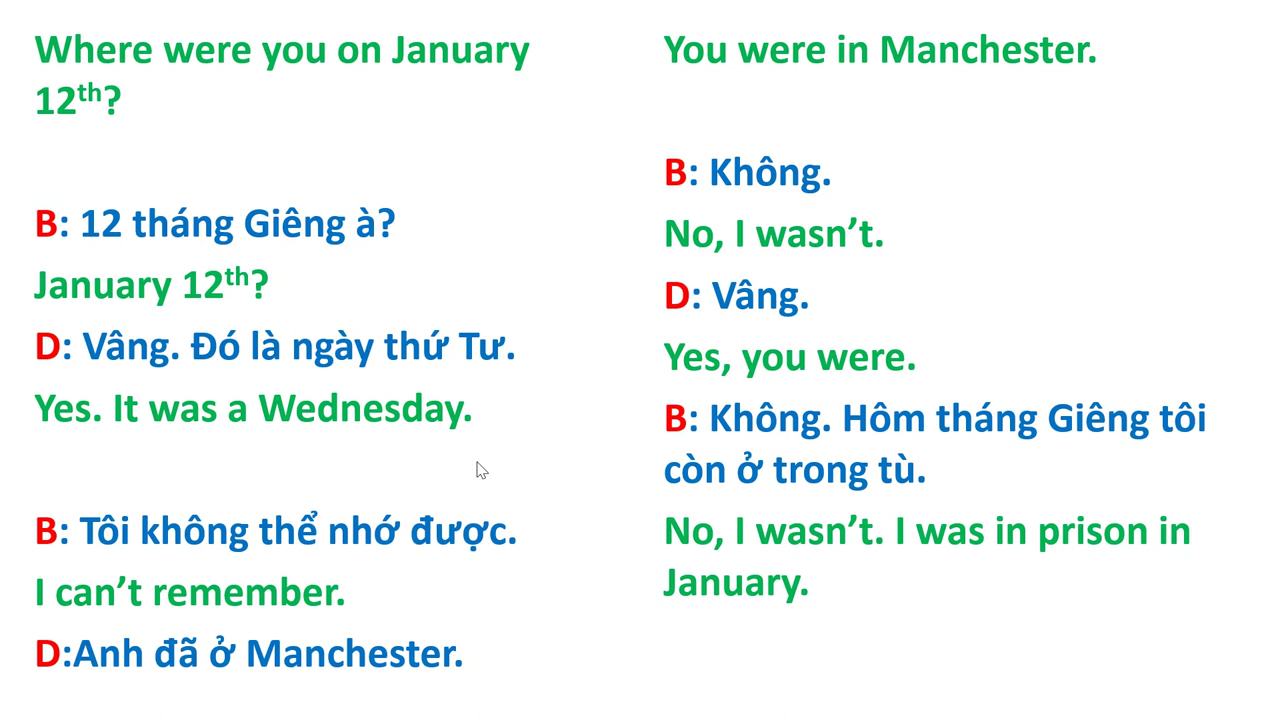 Where were you on January
12th?
B: 12 tháng Giêng à?
January 12th?
D: Vâng. Đó là ngày thứ Tư.
Yes. It was a Wednesday.
B: Tôi không thể nhớ được.
I can’t remember.
D:Anh đã ở Manchester.
You were in Manchester.
B: Không.
No, I wasn’t.
D: Vâng.
Yes, you were.
B: Không. Hôm tháng Giêng tôi
còn ở trong tù.
No, I wasn’t. I was in prison in
January.